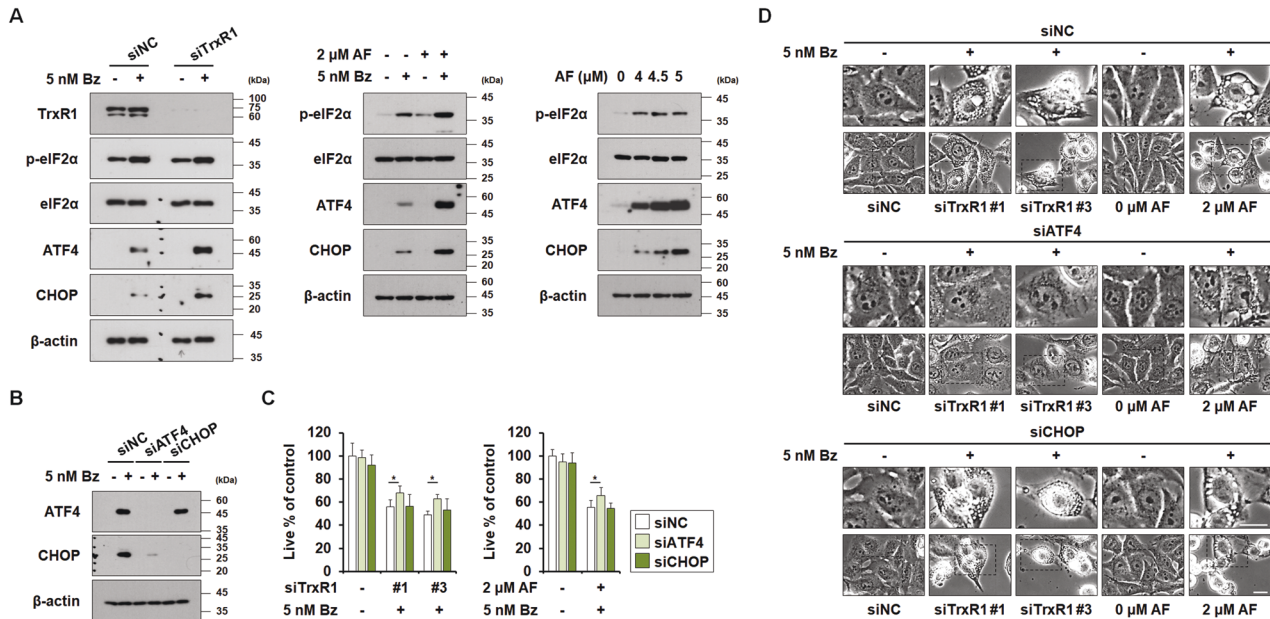 A
siNC siTrxR1
5 nM Bz - + - + (kDa)
TrxR1 100 75 60
p-eIF2α 45 35
eIF2α 45 35
ATF4 60 50
CHOP 35 25 20
β-actin 45 35
2 µM AF - - + +
5 nM Bz - + - + (kDa)
p-eIF2α 45 35
eIF2α 60 45 35 25
ATF4 60 45
CHOP 35 25 20
β-actin 60 50 45 35
AF (µM) 0 4 4.5 5 (kDa)
p-eIF2α 45 35
eIF2α 60 45 35 25
ATF4 60 45
CHOP 35 25 20
β-actin 60 50 45 35
B
siNC siATF4 siCHOP
5 nM Bz - + - + - + (kDa)
ATF4 60 45
CHOP 35 25 20
β-actin 45 35
C
Live % of control
120
100
80
60
40
20
0
* *
siTrxR1 - #1 #3
5 nM Bz - + +
Live % of control
120
100
80
60
40
20
0
*
2 µM AF - +
5 nM Bz - +
siNC
siATF4
siCHOP
D
siNC
5 nM Bz - + + - +
siNC siTrxR1 #1 siTrxR1 #3 0 µM AF 2 µM AF
siATF4
5 nM Bz - + + - +
siNC siTrxR1 #1 siTrxR1 #3 0 µM AF 2 µM AF
siCHOP
5 nM Bz - + + - +
siNC siTrxR1 #1 siTrxR1 #3 0 µM AF 2 µM AF